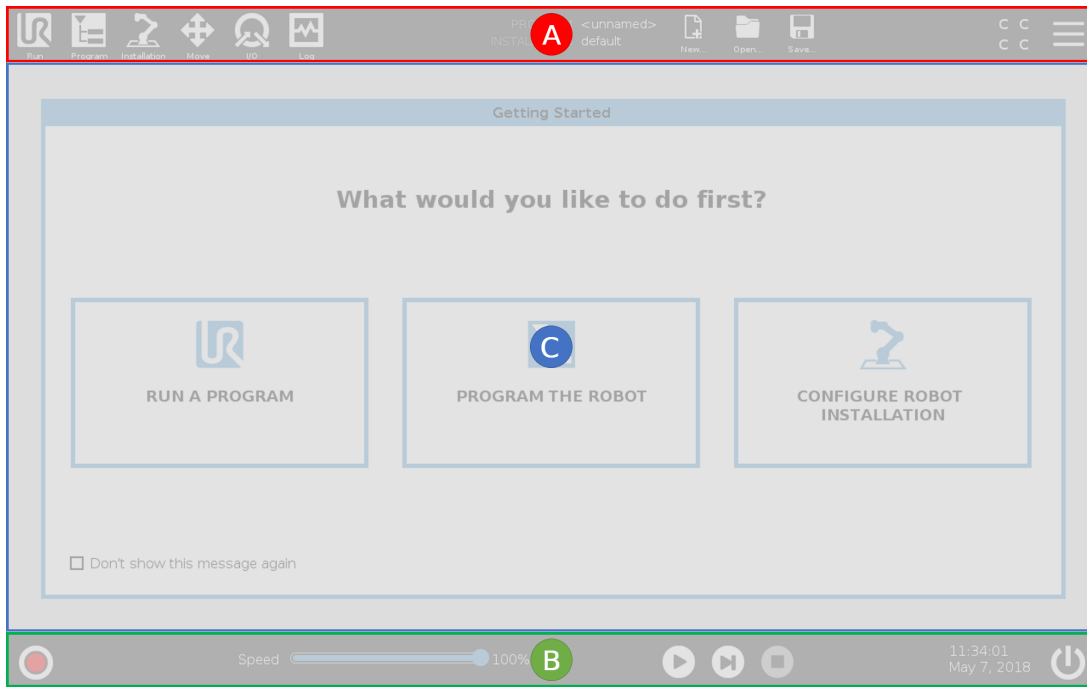 <unnamed>
A
default
Run
Program
Installation
Move
I/O
Log
New...
Open...
Save...
C C
C C
Getting Started
What would you like to do first?
C
RUN A PROGRAM
PROGRAM THE ROBOT
CONFIGURE ROBOT
INSTALLATION
Don't show this message again
Speed
100%
B
11:34:01
May 7, 2018